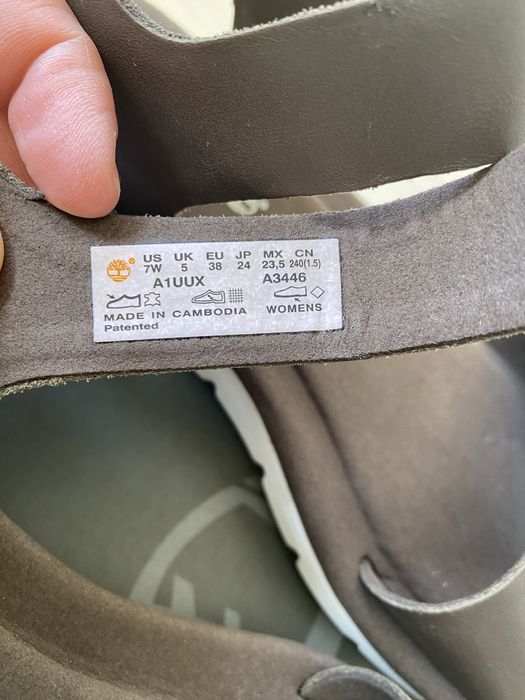 US UK EU JP MX CN
7W 5 38 24 23,5 240(1.5)
A1UUX A3446
MADE IN CAMBODIA WOMENS
Patented